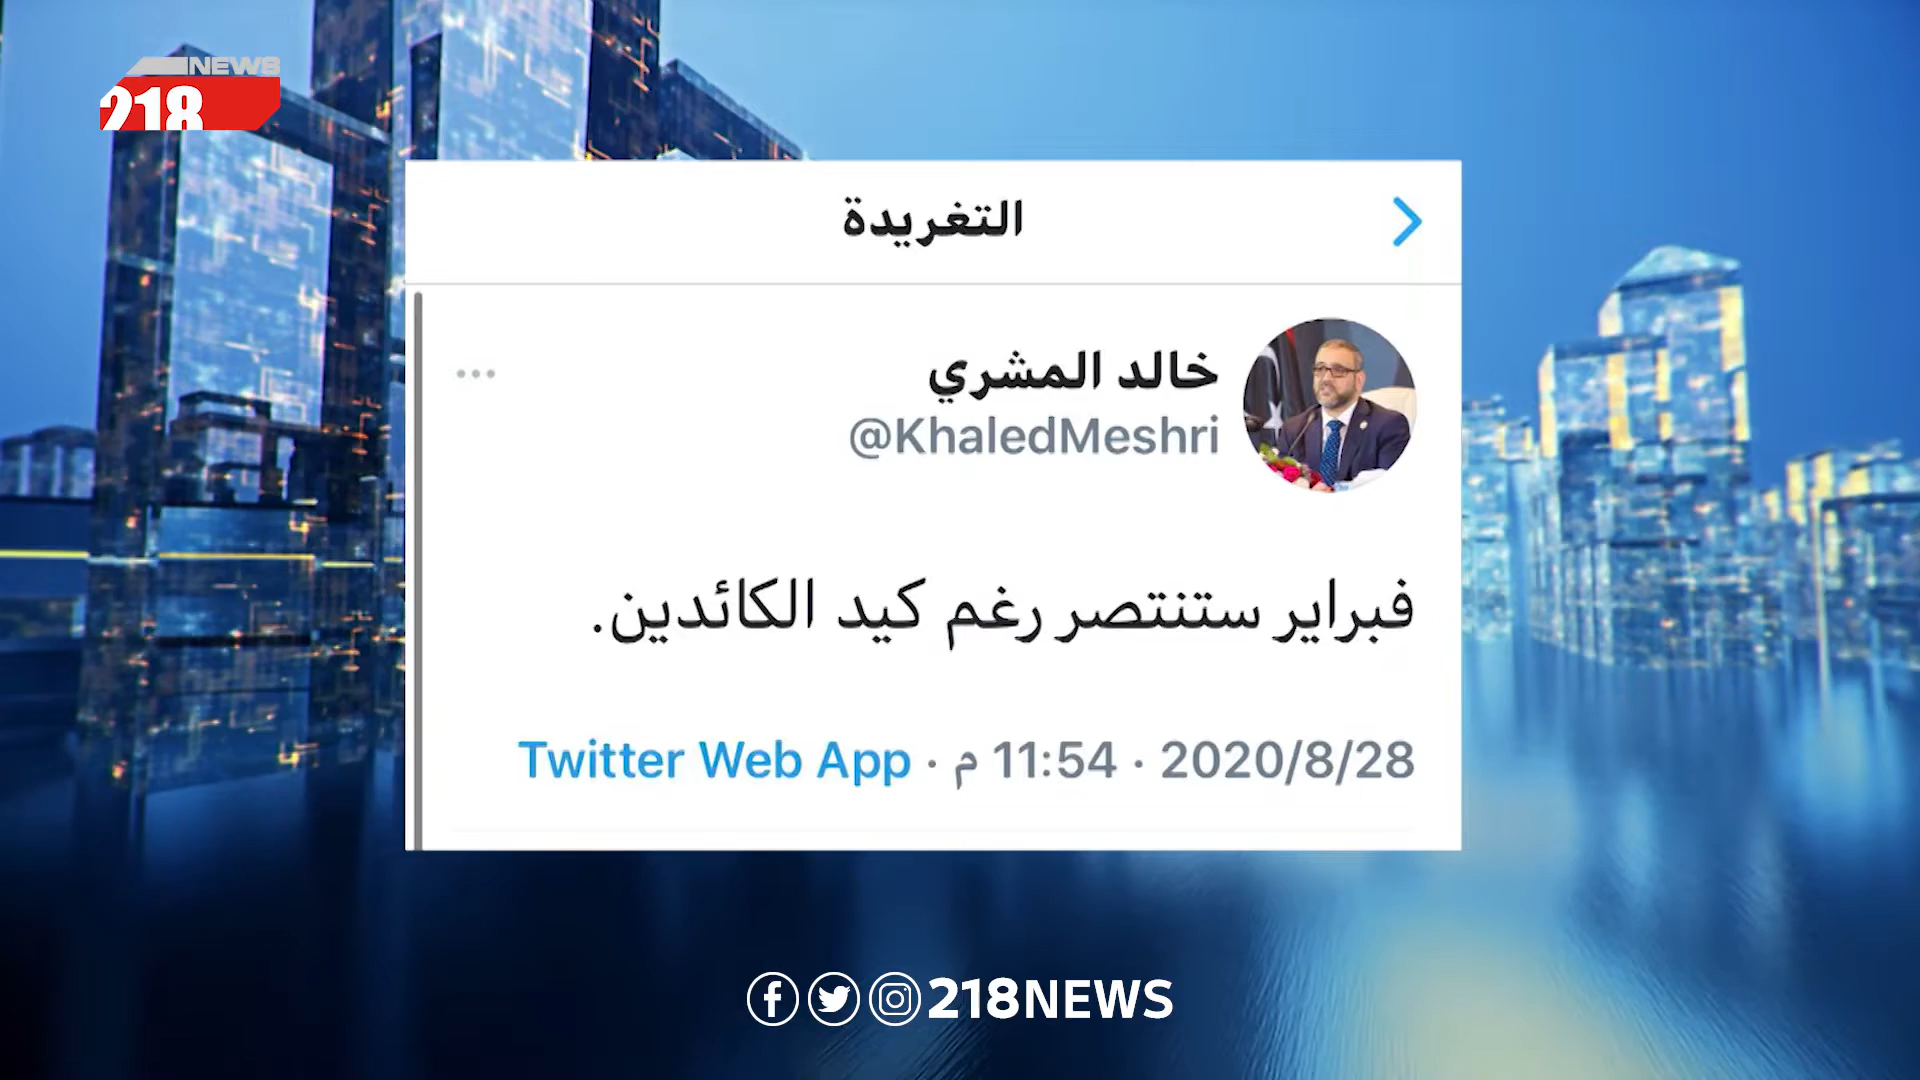 NEWS
218
التغريدة
خالد المشري
@KhaledMeshri
فبراير ستنتصر رغم كيد الكائدين.
2020/8/28 · 11:54 م · Twitter Web App
218NEWS